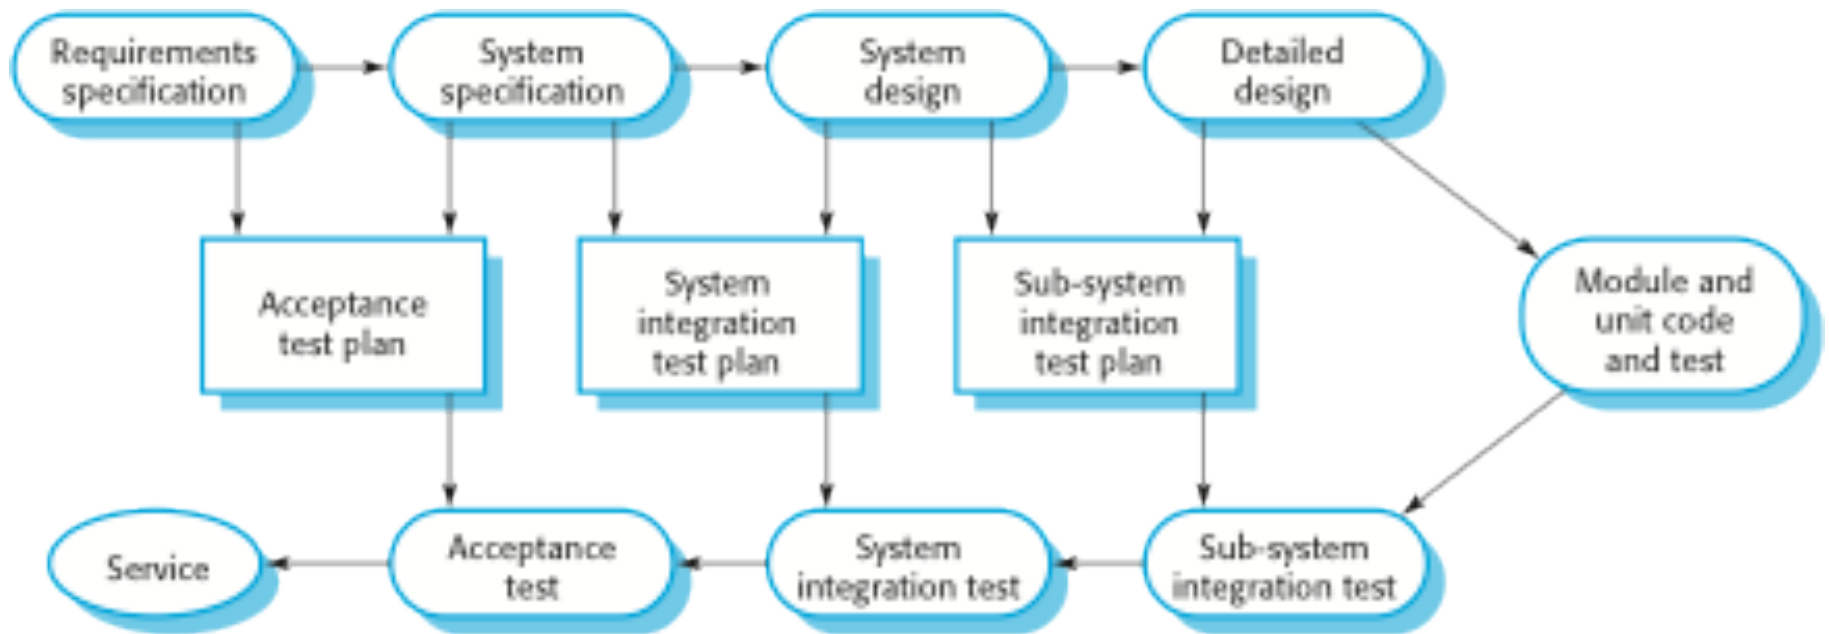 Requirements
specification
System
specification
System
design
Detailed
design
Acceptance
test plan
System
integration
test plan
Sub-system
integration
test plan
Module and
unit code
and test
Service
Acceptance
test
System
integration test
Sub-system
integration test